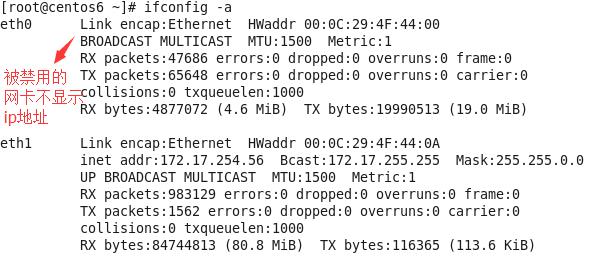 [root@centos6 ~]# ifconfig -a
eth0      Link encap:Ethernet  HWaddr 00:0C:29:4F:44:00
          BROADCAST MULTICAST  MTU:1500  Metric:1
          RX packets:47686 errors:0 dropped:0 overruns:0 frame:0
          TX packets:65648 errors:0 dropped:0 overruns:0 carrier:0
          collisions:0 txqueuelen:1000
          RX bytes:4877072 (4.6 MiB)  TX bytes:19990513 (19.0 MiB)
被禁用的
网卡不显示
ip地址
eth1      Link encap:Ethernet  HWaddr 00:0C:29:4F:44:0A
          inet addr:172.17.254.56  Bcast:172.17.255.255  Mask:255.255.0.0
          UP BROADCAST MULTICAST  MTU:1500  Metric:1
          RX packets:983129 errors:0 dropped:0 overruns:0 frame:0
          TX packets:1562 errors:0 dropped:0 overruns:0 carrier:0
          collisions:0 txqueuelen:1000
          RX bytes:84744813 (80.8 MiB)  TX bytes:116365 (113.6 KiB)